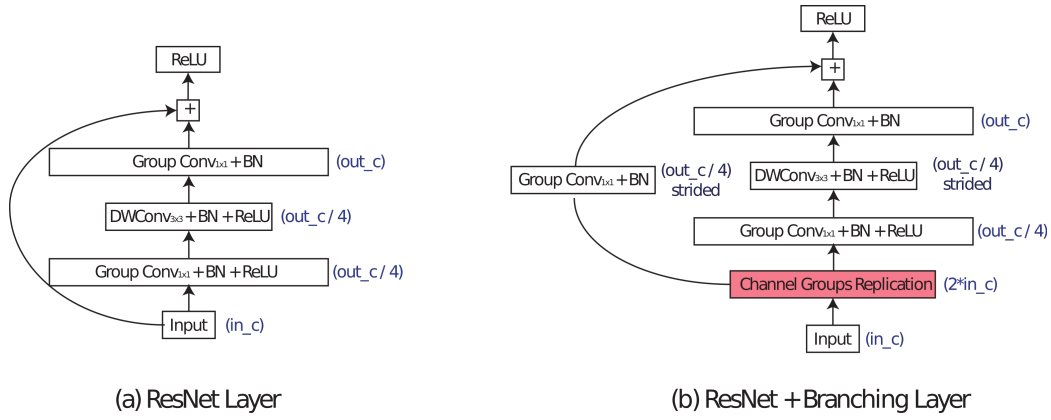 ReLU
+
Group Conv1x1 + BN (out_c)
DWConv3x3 + BN + ReLU (out_c / 4)
Group Conv1x1 + BN + ReLU (out_c / 4)
Input (in_c)
(a) ResNet Layer
ReLU
+
Group Conv1x1 + BN (out_c)
Group Conv1x1 + BN (out_c / 4)
strided
DWConv3x3 + BN + ReLU (out_c / 4)
strided
Group Conv1x1 + BN + ReLU (out_c / 4)
Channel Groups Replication (2*in_c)
Input (in_c)
(b) ResNet + Branching Layer